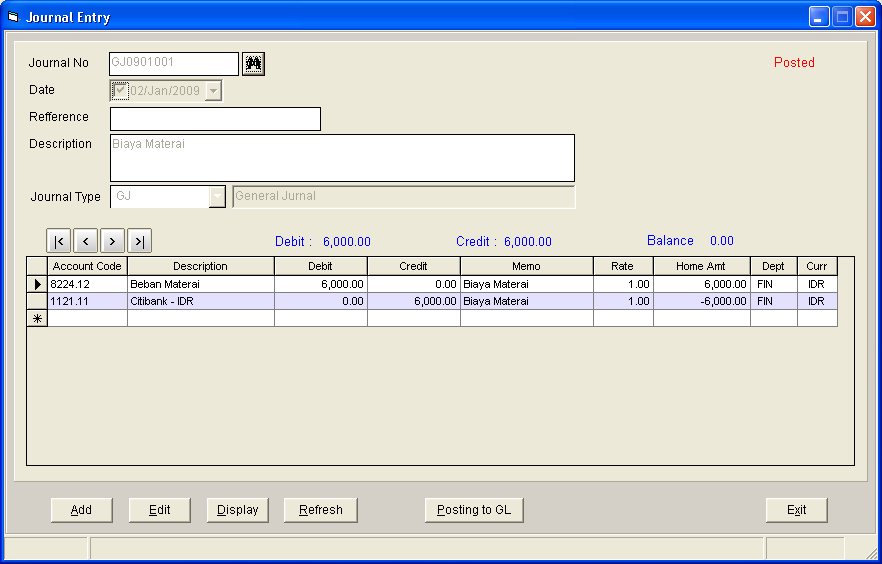 Journal Entry
Journal No GJ0901001 Posted
Date 02/Jan/2009
Refference
Description Biaya Materai
Journal Type GJ General Jurnal
|< < > >| Debit : 6,000.00 Credit : 6,000.00 Balance 0.00
Account Code Description Debit Credit Memo Rate Home Amt Dept Curr
8224.12 Beban Materai 6,000.00 0.00 Biaya Materai 1.00 6,000.00 FIN IDR
1121.11 Citibank - IDR 0.00 6,000.00 Biaya Materai 1.00 -6,000.00 FIN IDR
Add Edit Display Refresh Posting to GL Exit